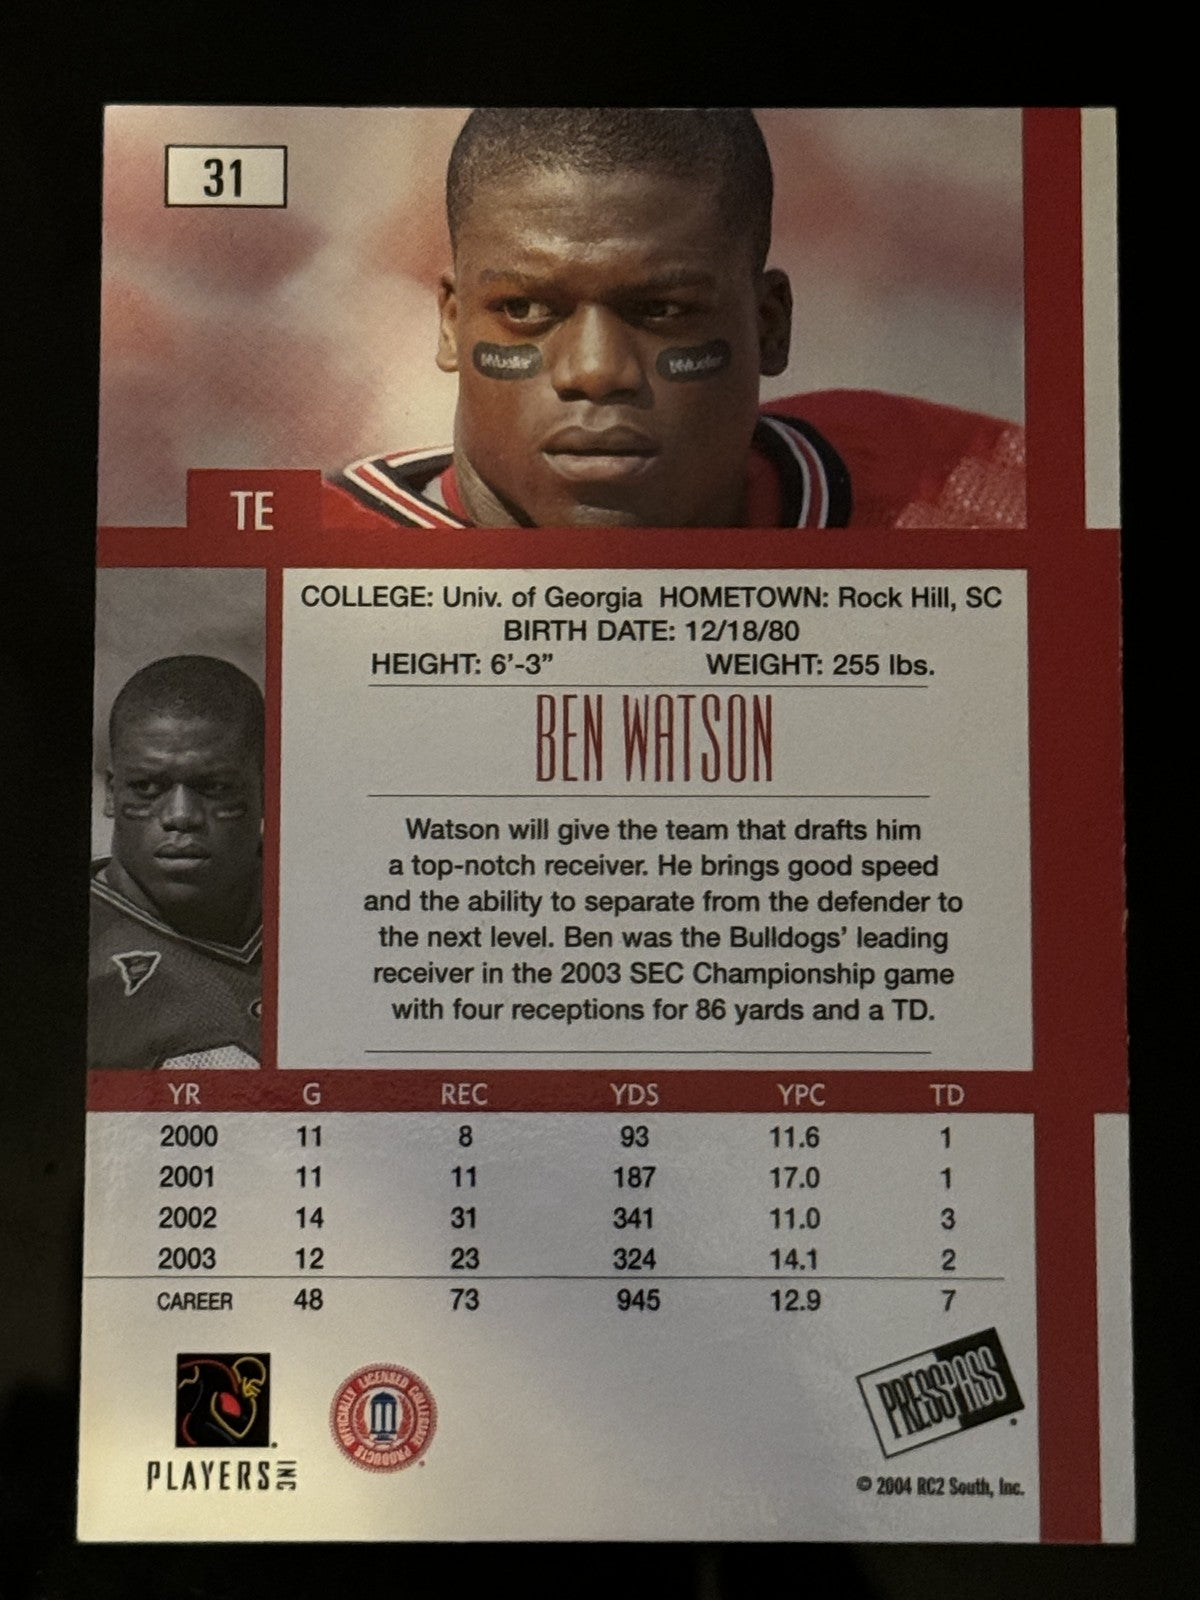 31
Mueller Mueller
TE
COLLEGE: Univ. of Georgia HOMETOWN: Rock Hill, SC
BIRTH DATE: 12/18/80
HEIGHT: 6'-3" WEIGHT: 255 lbs.
BEN WATSON
Watson will give the team that drafts him
a top-notch receiver. He brings good speed
and the ability to separate from the defender to
the next level. Ben was the Bulldogs' leading
receiver in the 2003 SEC Championship game
with four receptions for 86 yards and a TD.
YR G REC YDS YPC TD
2000 11 8 93 11.6 1
2001 11 11 187 17.0 1
2002 14 31 341 11.0 3
2003 12 23 324 14.1 2
CAREER 48 73 945 12.9 7
PLAYERS INC
OFFICIALLY LICENSED COLLEGIATE PRODUCTS
PRESS PASS
© 2004 RC2 South, Inc.